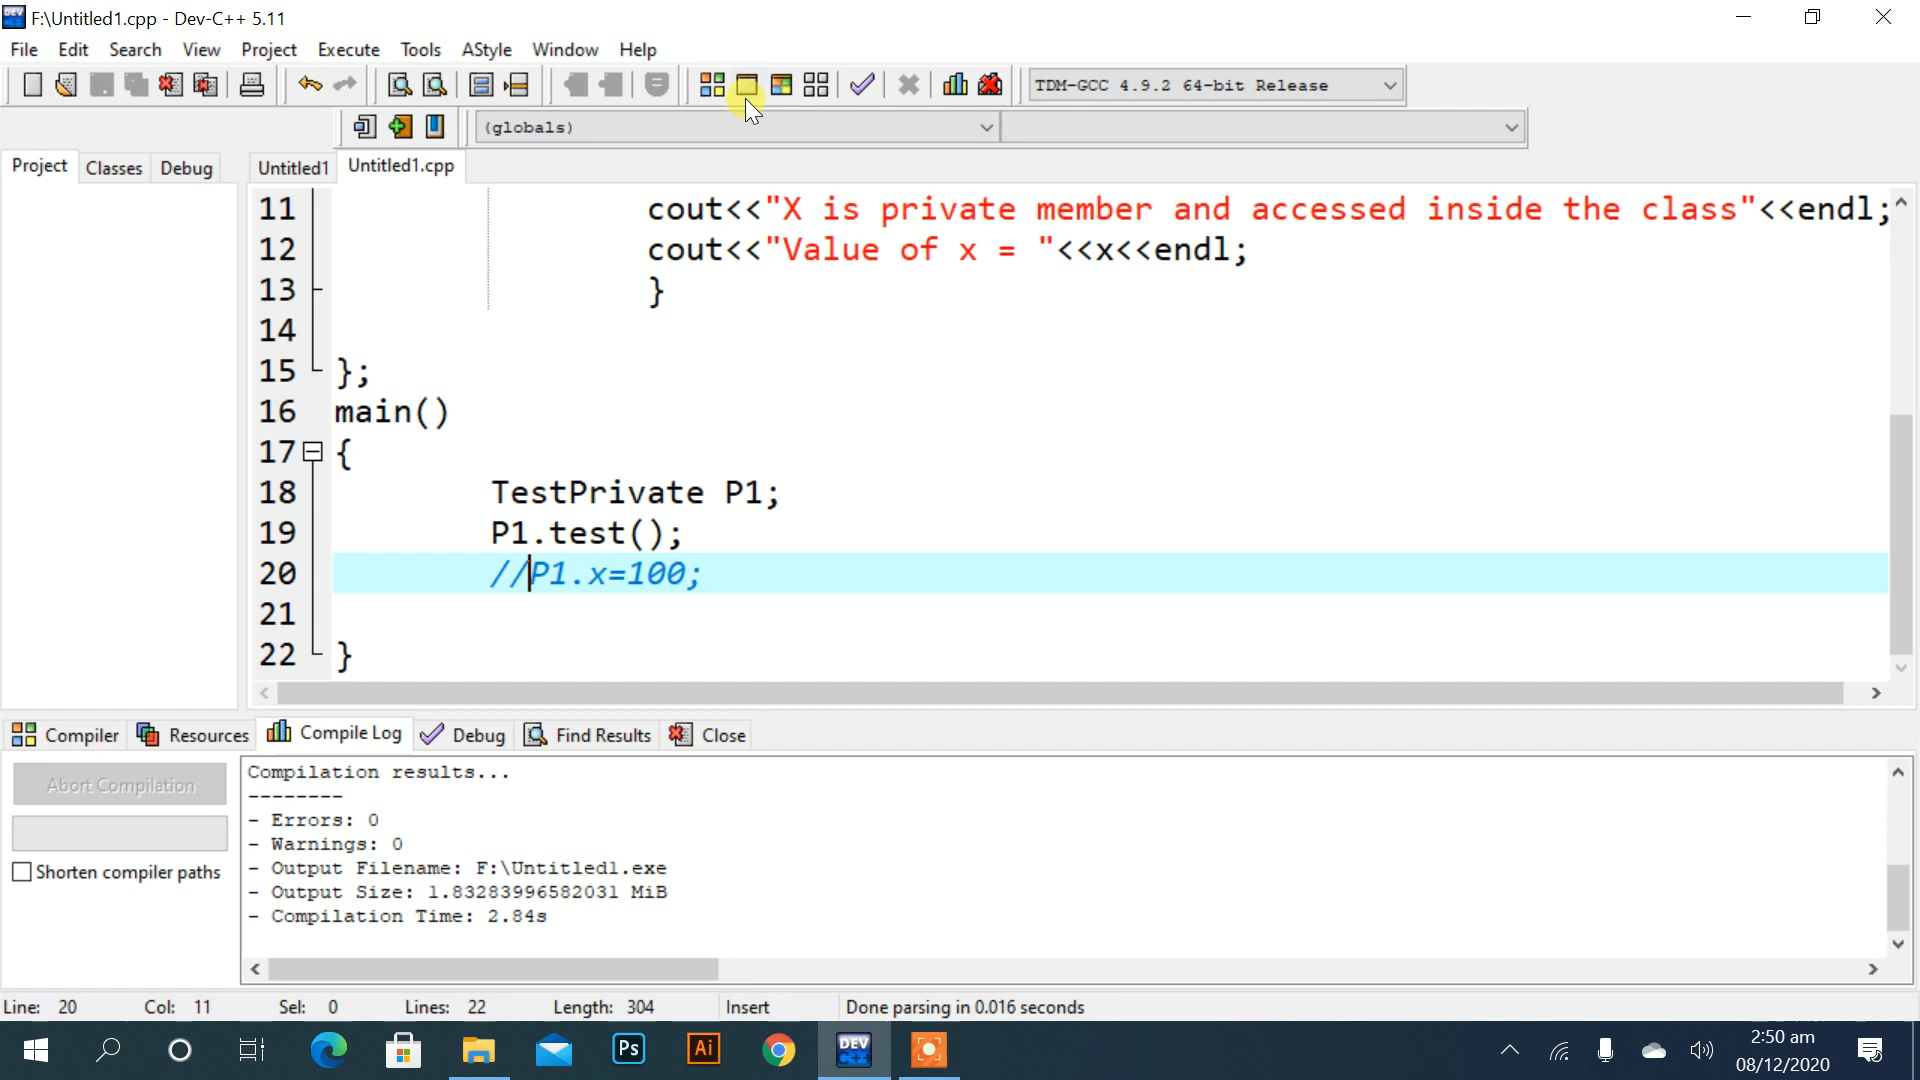 F:\Untitled1.cpp - Dev-C++ 5.11
File Edit Search View Project Execute Tools AStyle Window Help
TDM-GCC 4.9.2 64-bit Release
(globals)
Project Classes Debug Untitled1 Untitled1.cpp
11 cout<<"X is private member and accessed inside the class"<<endl;
12 cout<<"Value of x = "<<x<<endl;
13 }
14
15 };
16 main()
17 {
18 TestPrivate P1;
19 P1.test();
20 //P1.x=100;
21
22 }
Compiler Resources Compile Log Debug Find Results Close
Abort Compilation
Shorten compiler paths
Compilation results...
--------
- Errors: 0
- Warnings: 0
- Output Filename: F:\Untitled1.exe
- Output Size: 1.83283996582031 MiB
- Compilation Time: 2.84s
Line: 20 Col: 11 Sel: 0 Lines: 22 Length: 304 Insert Done parsing in 0.016 seconds
Ps Ai DEV C++
2:50 am
08/12/2020